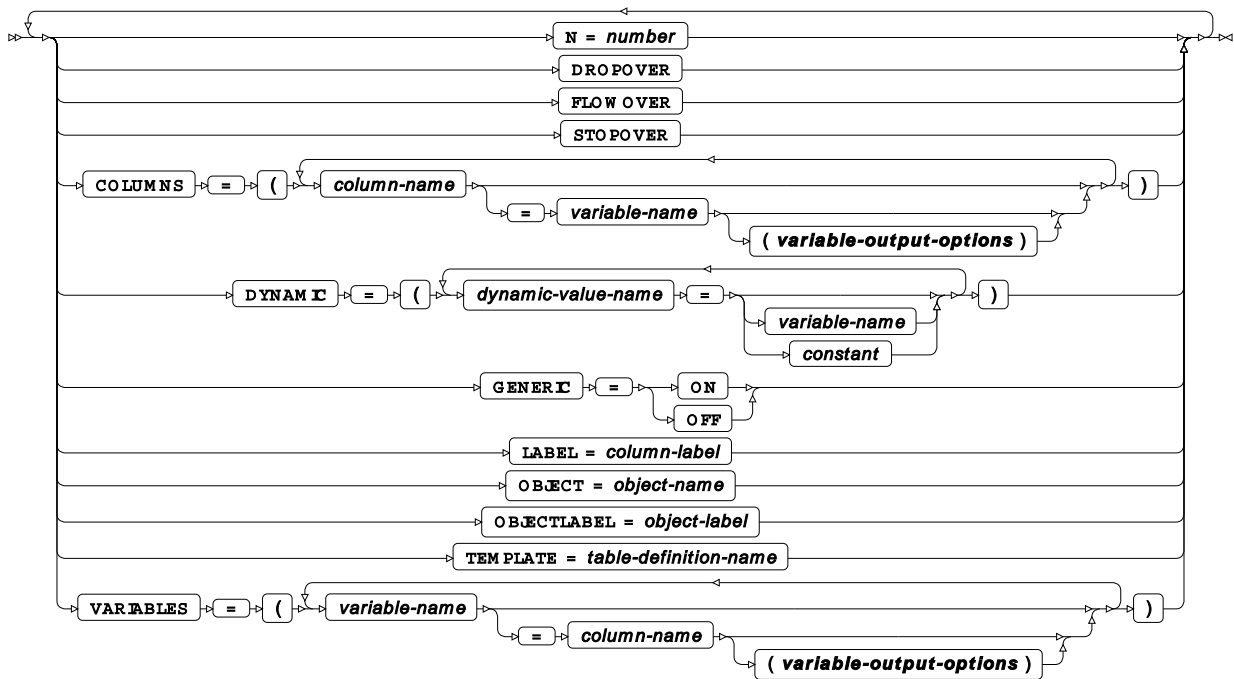 N = number
DROPOVER
FLOWOVER
STOPOVER
COLUMNS = ( column-name )
= variable-name
( variable-output-options )
DYNAMIC = ( dynamic-value-name = )
variable-name
constant
GENERIC = ON
OFF
LABEL = column-label
OBJECT = object-name
OBJECTLABEL = object-label
TEMPLATE = table-definition-name
VARIABLES = ( variable-name )
= column-name
( variable-output-options )